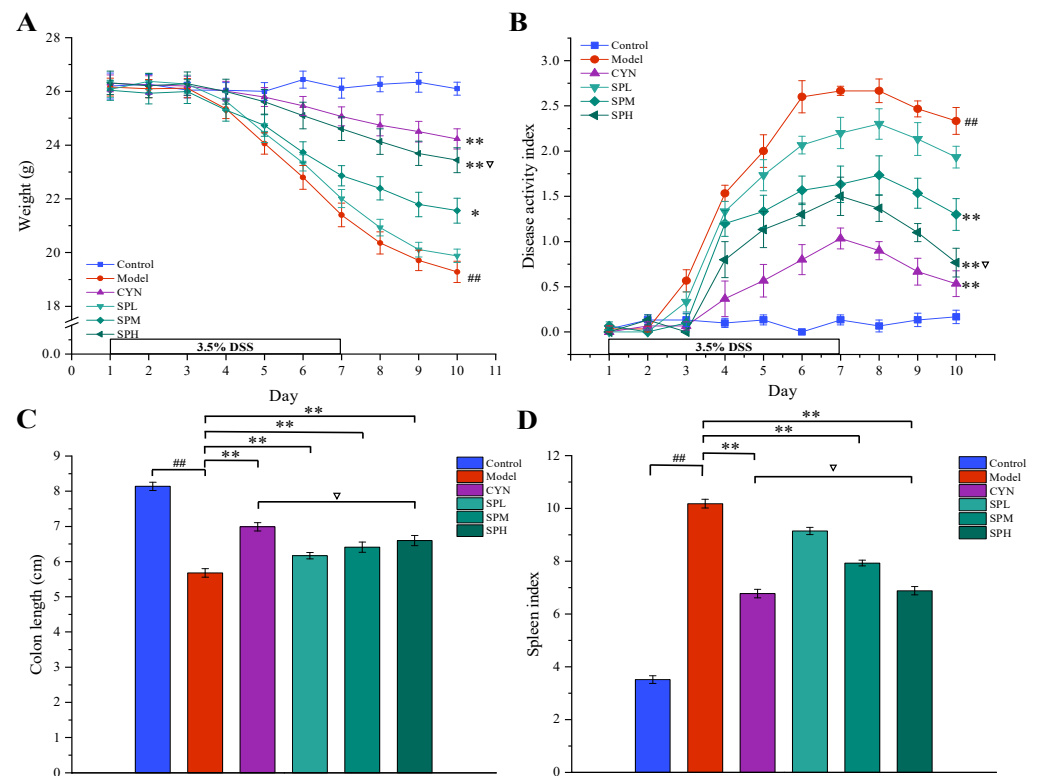 A
28
26
24
22
20
18
0.0
Weight (g)
Control
Model
CYN
SPL
SPM
SPH
**
**▽
*
##
3.5% DSS
0 1 2 3 4 5 6 7 8 9 10 11
Day
B
3.0
2.5
2.0
1.5
1.0
0.5
0.0
Disease activity index
Control
Model
CYN
SPL
SPM
SPH
##
**
**▽
**
3.5% DSS
1 2 3 4 5 6 7 8 9 10
Day
C
**
**
**
**
##
▽
9
8
7
6
5
4
3
2
1
0
Colon length (cm)
Control
Model
CYN
SPL
SPM
SPH
D
**
**
**
##
▽
12
10
8
6
4
2
0
Spleen index
Control
Model
CYN
SPL
SPM
SPH